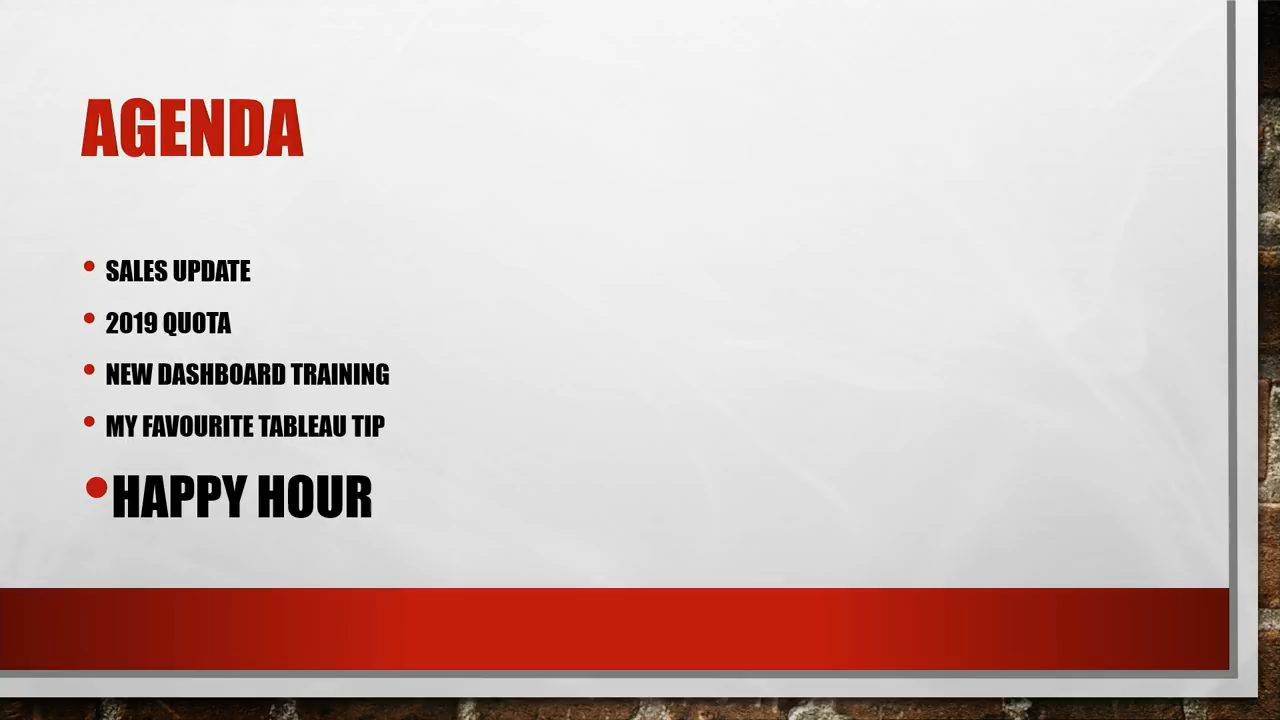 AGENDA
• SALES UPDATE
• 2019 QUOTA
• NEW DASHBOARD TRAINING
• MY FAVOURITE TABLEAU TIP
• HAPPY HOUR